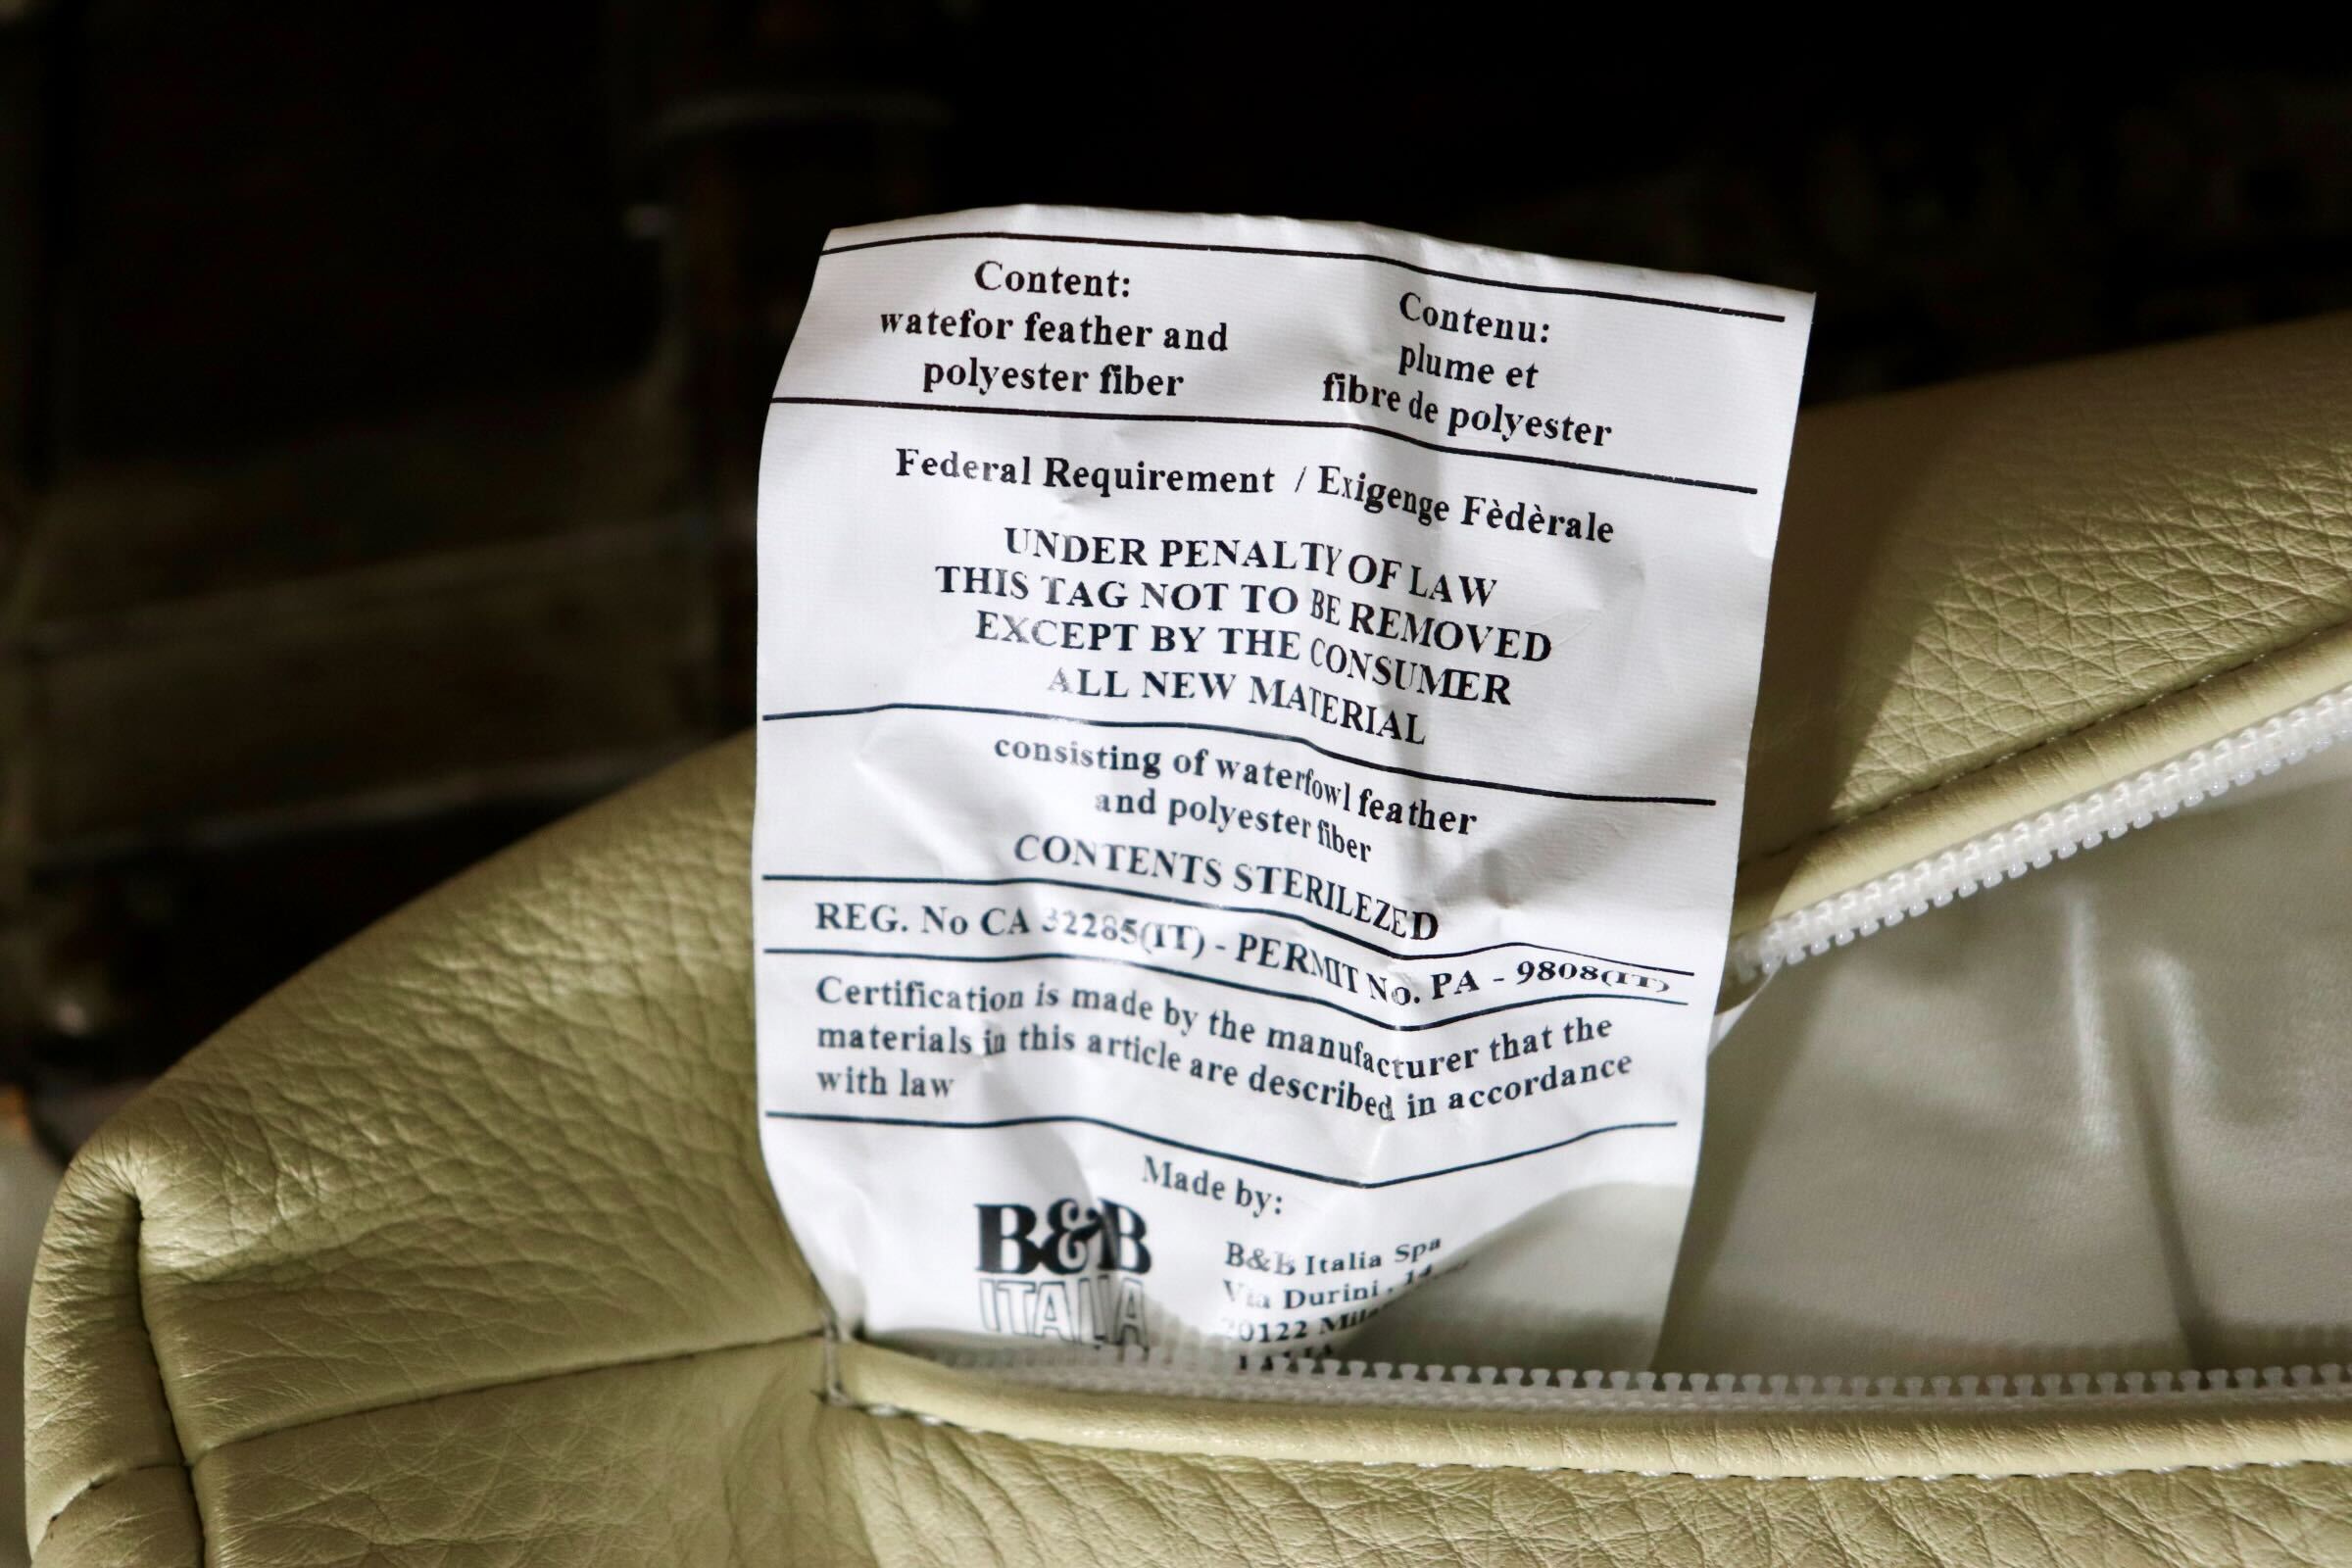 Content:
watefor feather and
polyester fiber
Contenu:
plume et
fibre de polyester
Federal Requirement / Exigenge Fèdèrale
UNDER PENALTY OF LAW
THIS TAG NOT TO BE REMOVED
EXCEPT BY THE CONSUMER
ALL NEW MATERIAL
consisting of waterfowl feather
and polyester fiber
CONTENTS STERILEZED
REG. No CA 32285(IT) - PERMIT No. PA - 9808(IT)
Certification is made by the manufacturer that the
materials in this article are described in accordance
with law
Made by:
B&B
ITALIA
B&B Italia Spa
Via Durini, 14
20122